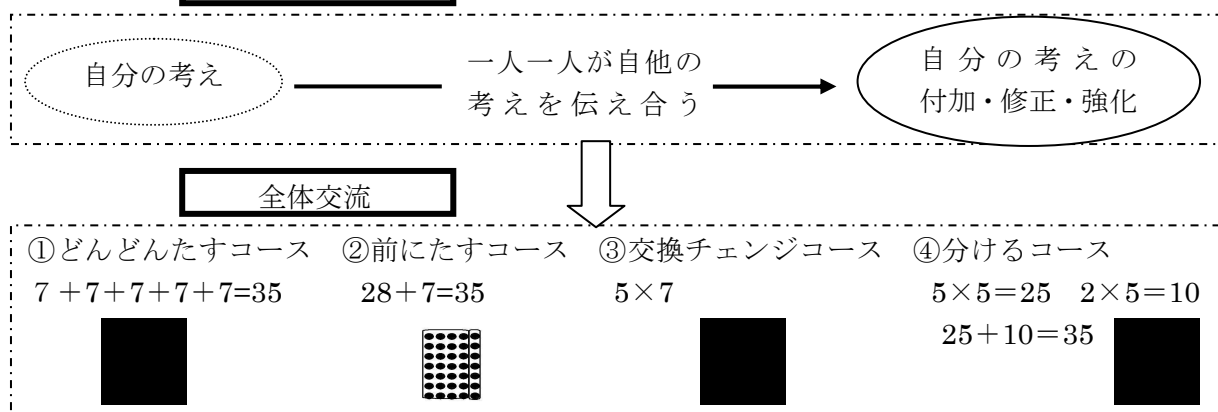 自分の考え
一人一人が自他の
考えを伝え合う
自分の考えの
付加・修正・強化
全体交流
①どんどんたすコース ②前にたすコース ③交換チェンジコース ④分けるコース
7+7+7+7+7=35 28+7=35 5×7 5×5=25 2×5=10
25+10=35